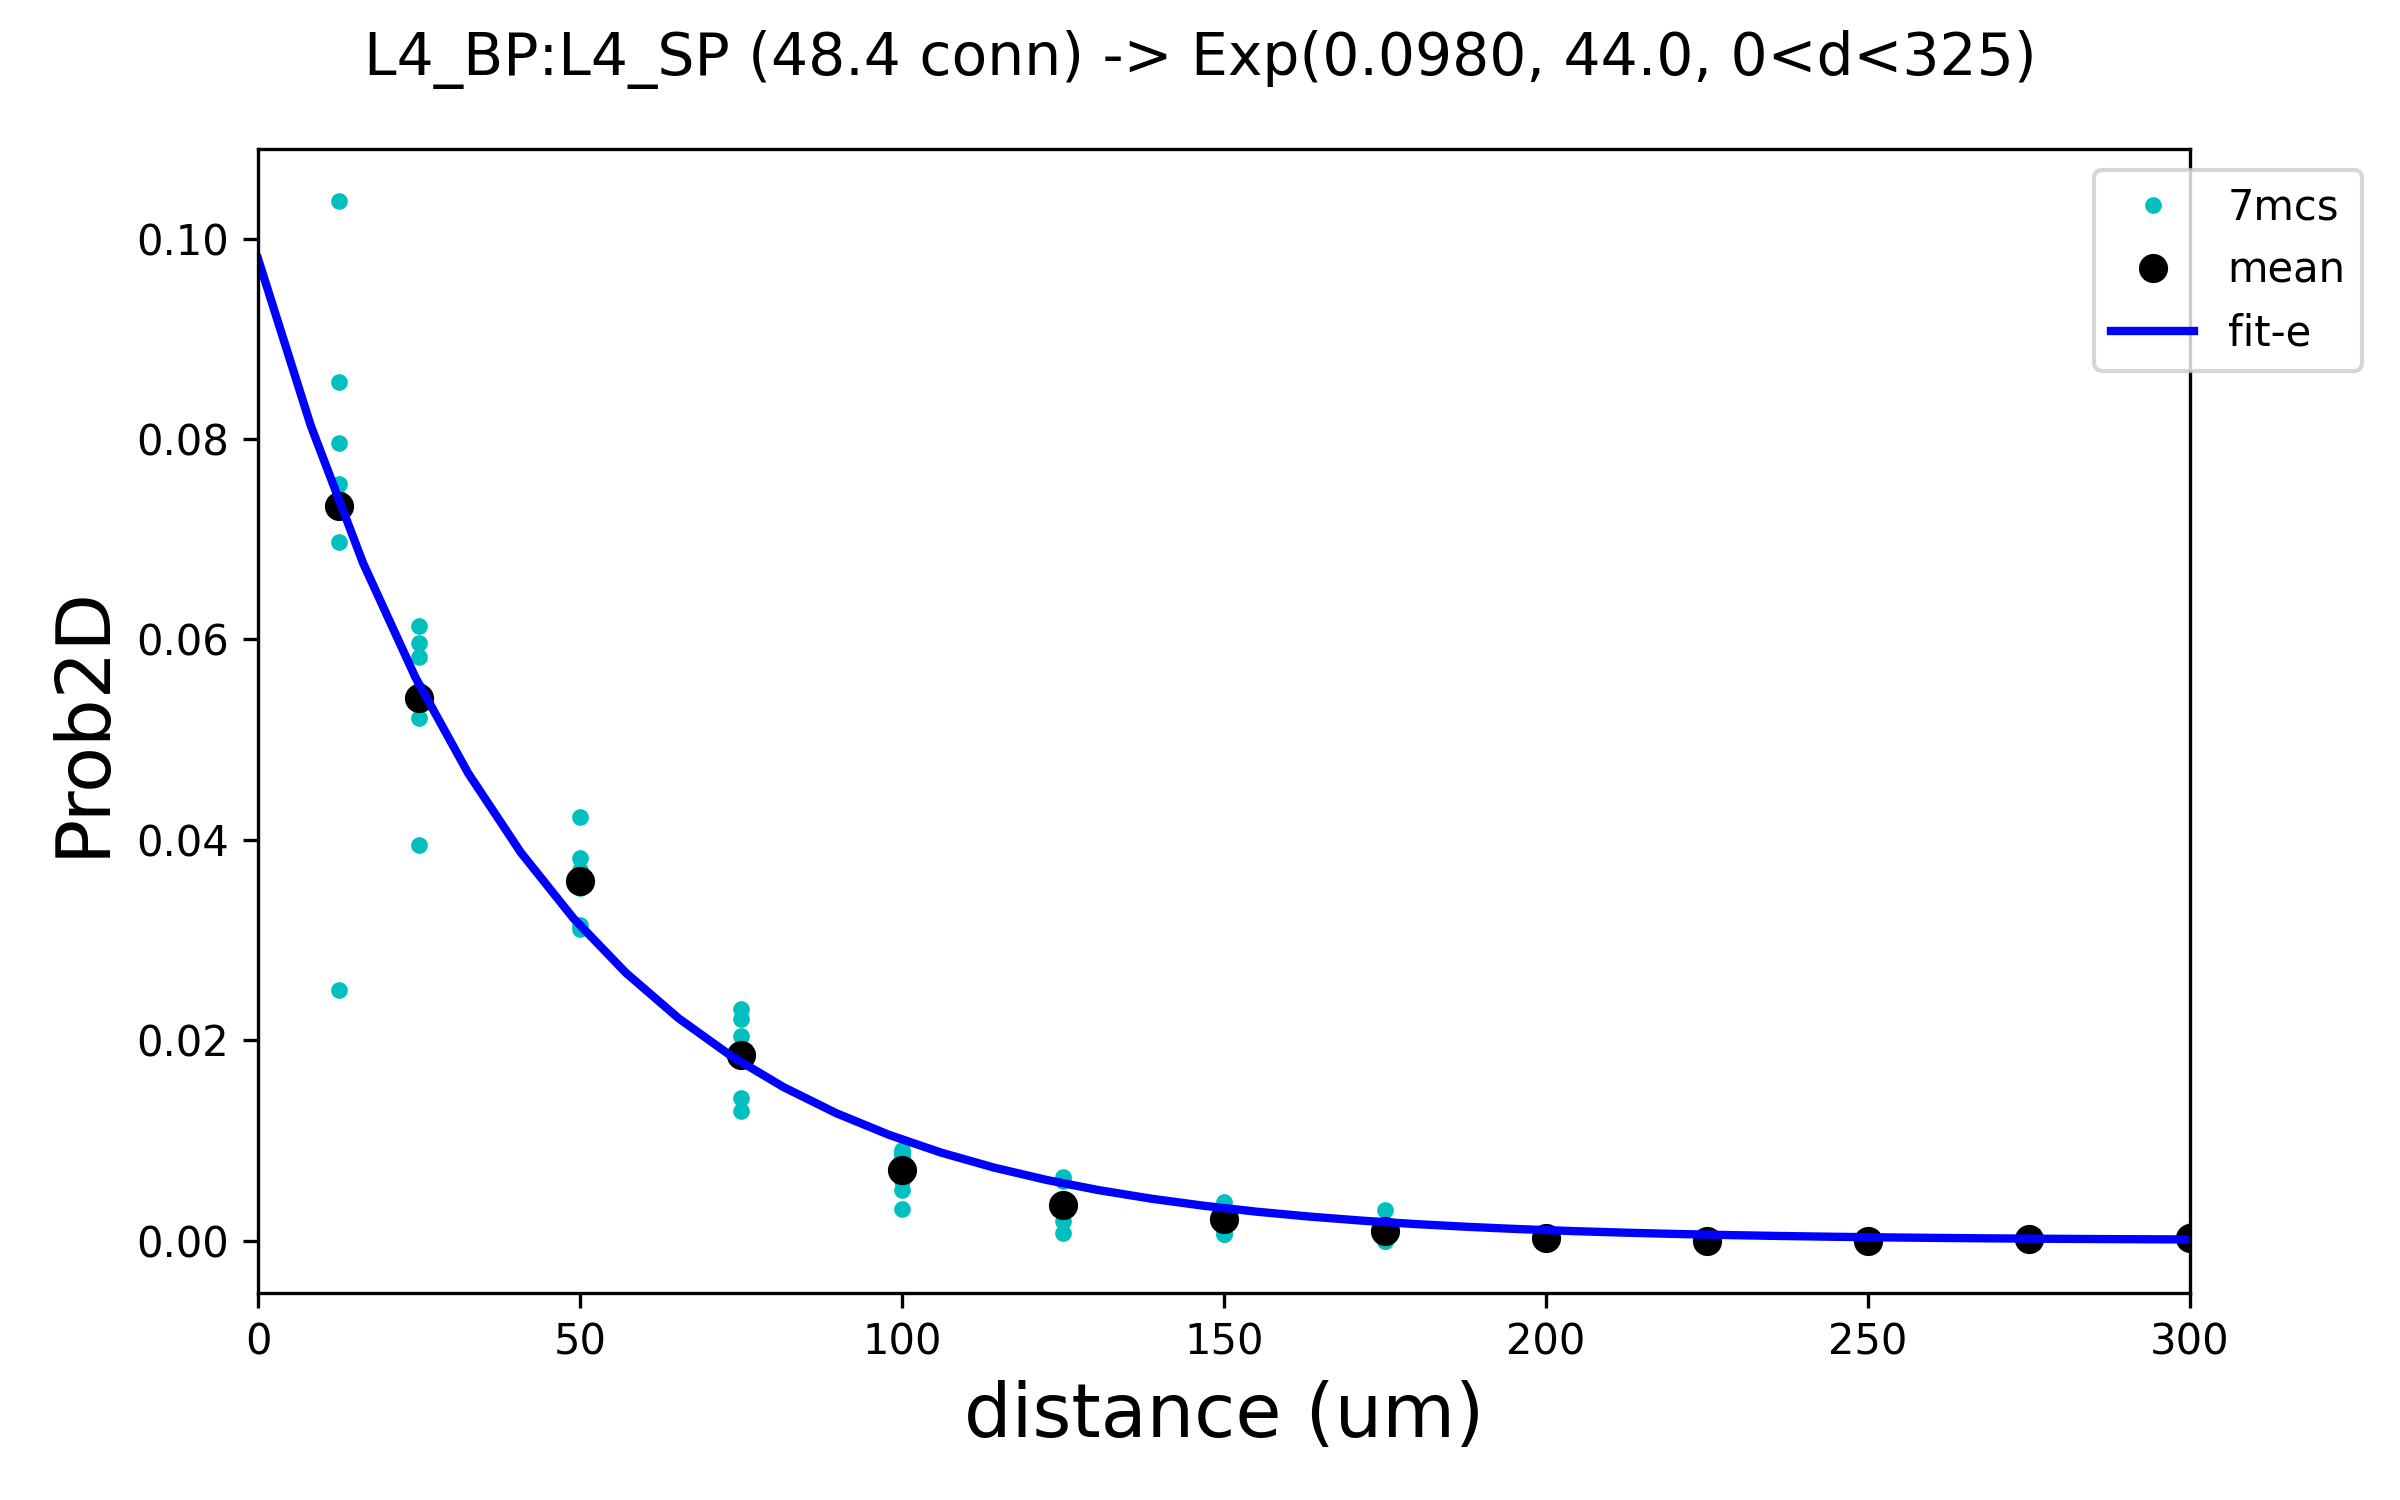 L4_BP:L4_SP (48.4 conn) -> Exp(0.0980, 44.0, 0<d<325)
7mcs
mean
fit-e
Prob2D
0.10
0.08
0.06
0.04
0.02
0.00
0 50 100 150 200 250 300
distance (um)